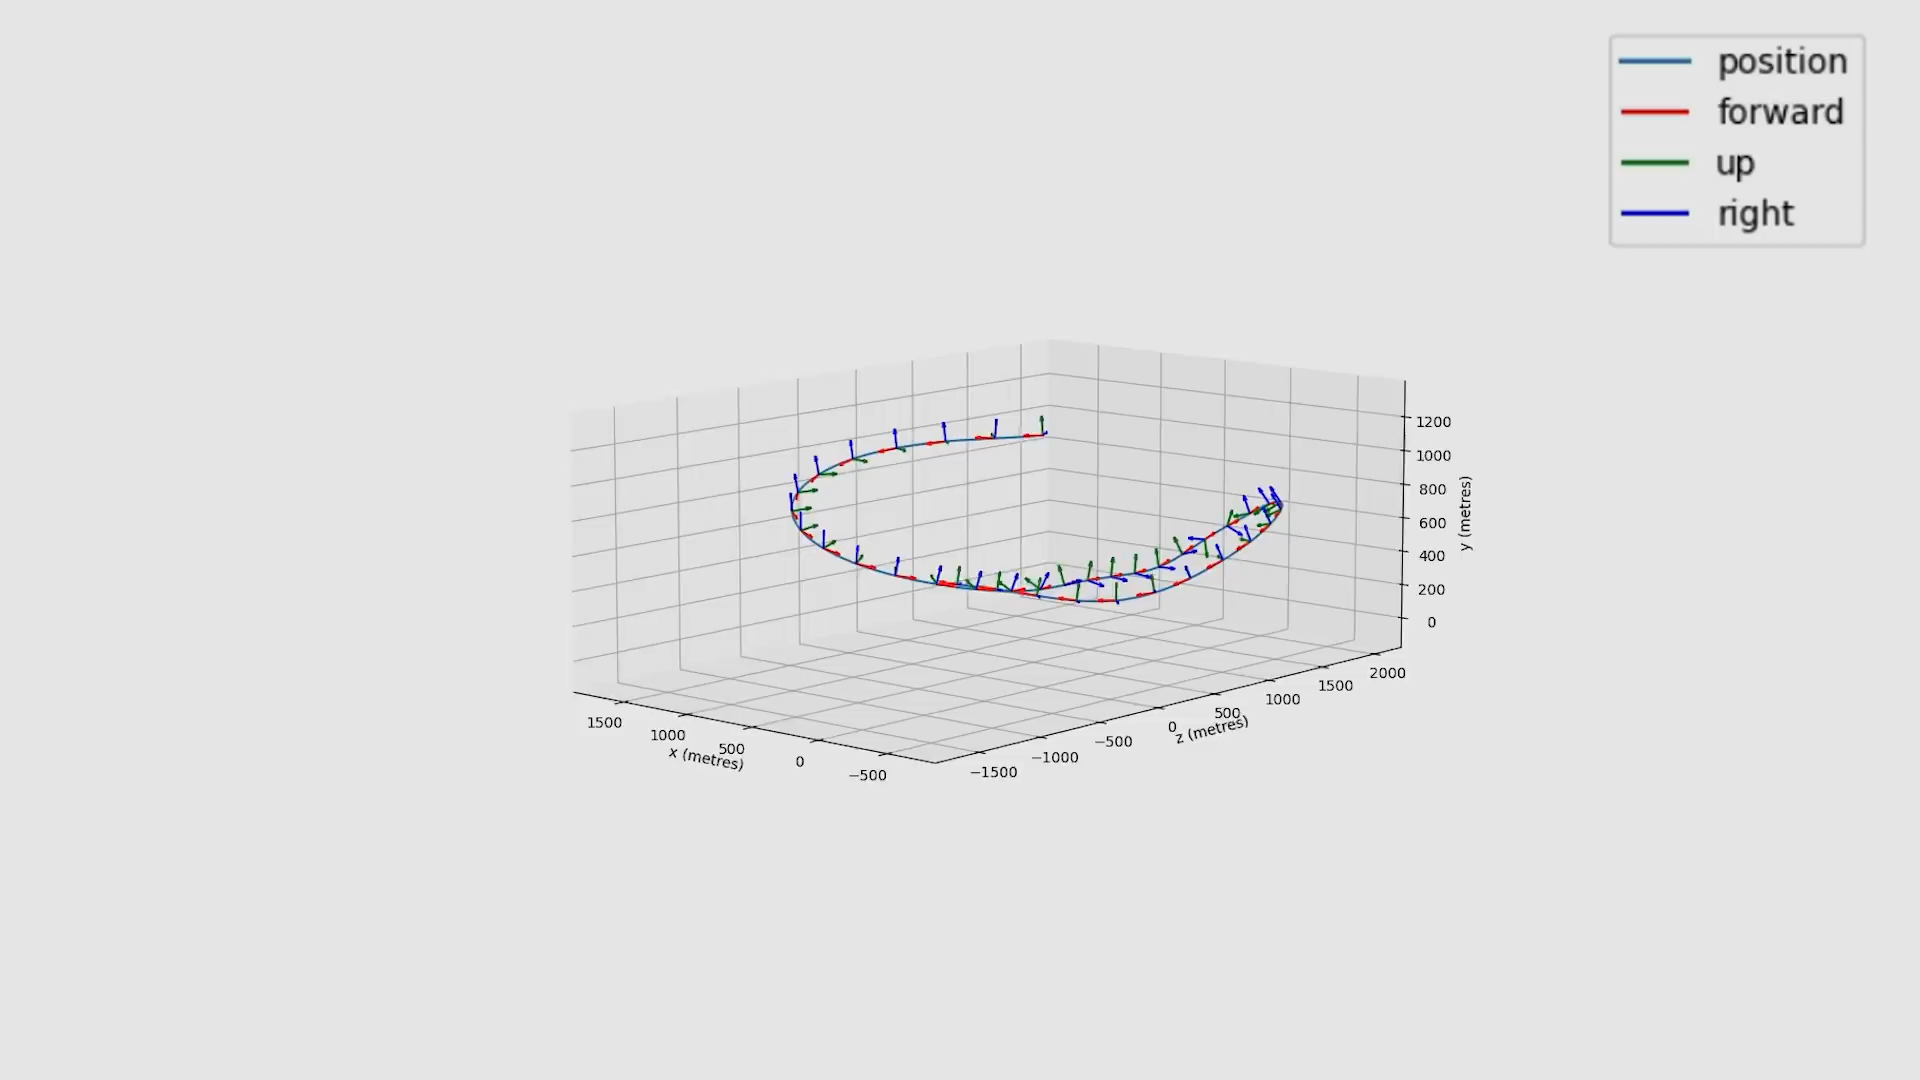 position
forward
up
right
1200
1000
800
600
400
200
0
y (metres)
2000
1500
1000
500
0
−500
−1000
−1500
z (metres)
1500
1000
500
0
−500
x (metres)